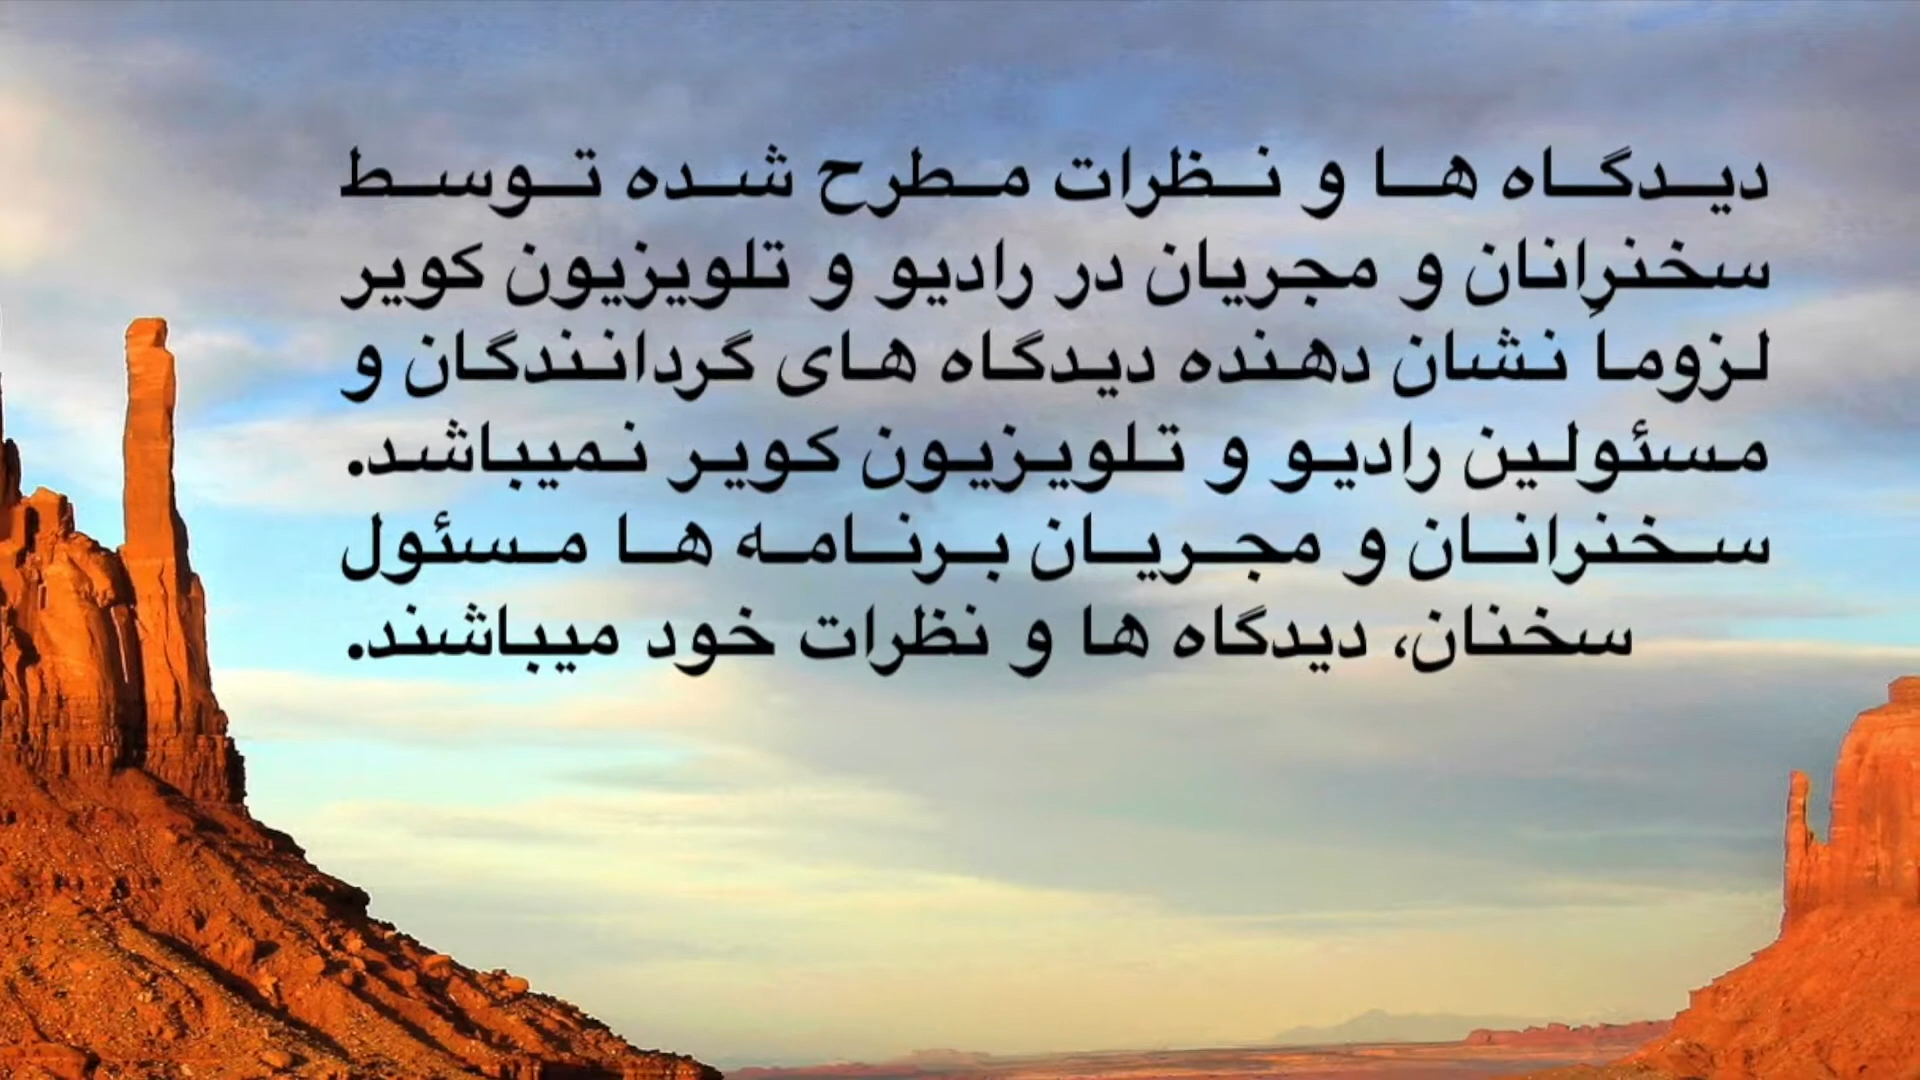 دیدگاه ها و نظرات مطرح شده توسط
سخنرانان و مجریان در رادیو و تلویزیون کویر
لزوماً نشان دهنده دیدگاه های گردانندگان و
مسئولین رادیو و تلویزیون کویر نمیباشد.
سخنرانان و مجریان برنامه ها مسئول
سخنان، دیدگاه ها و نظرات خود میباشند.